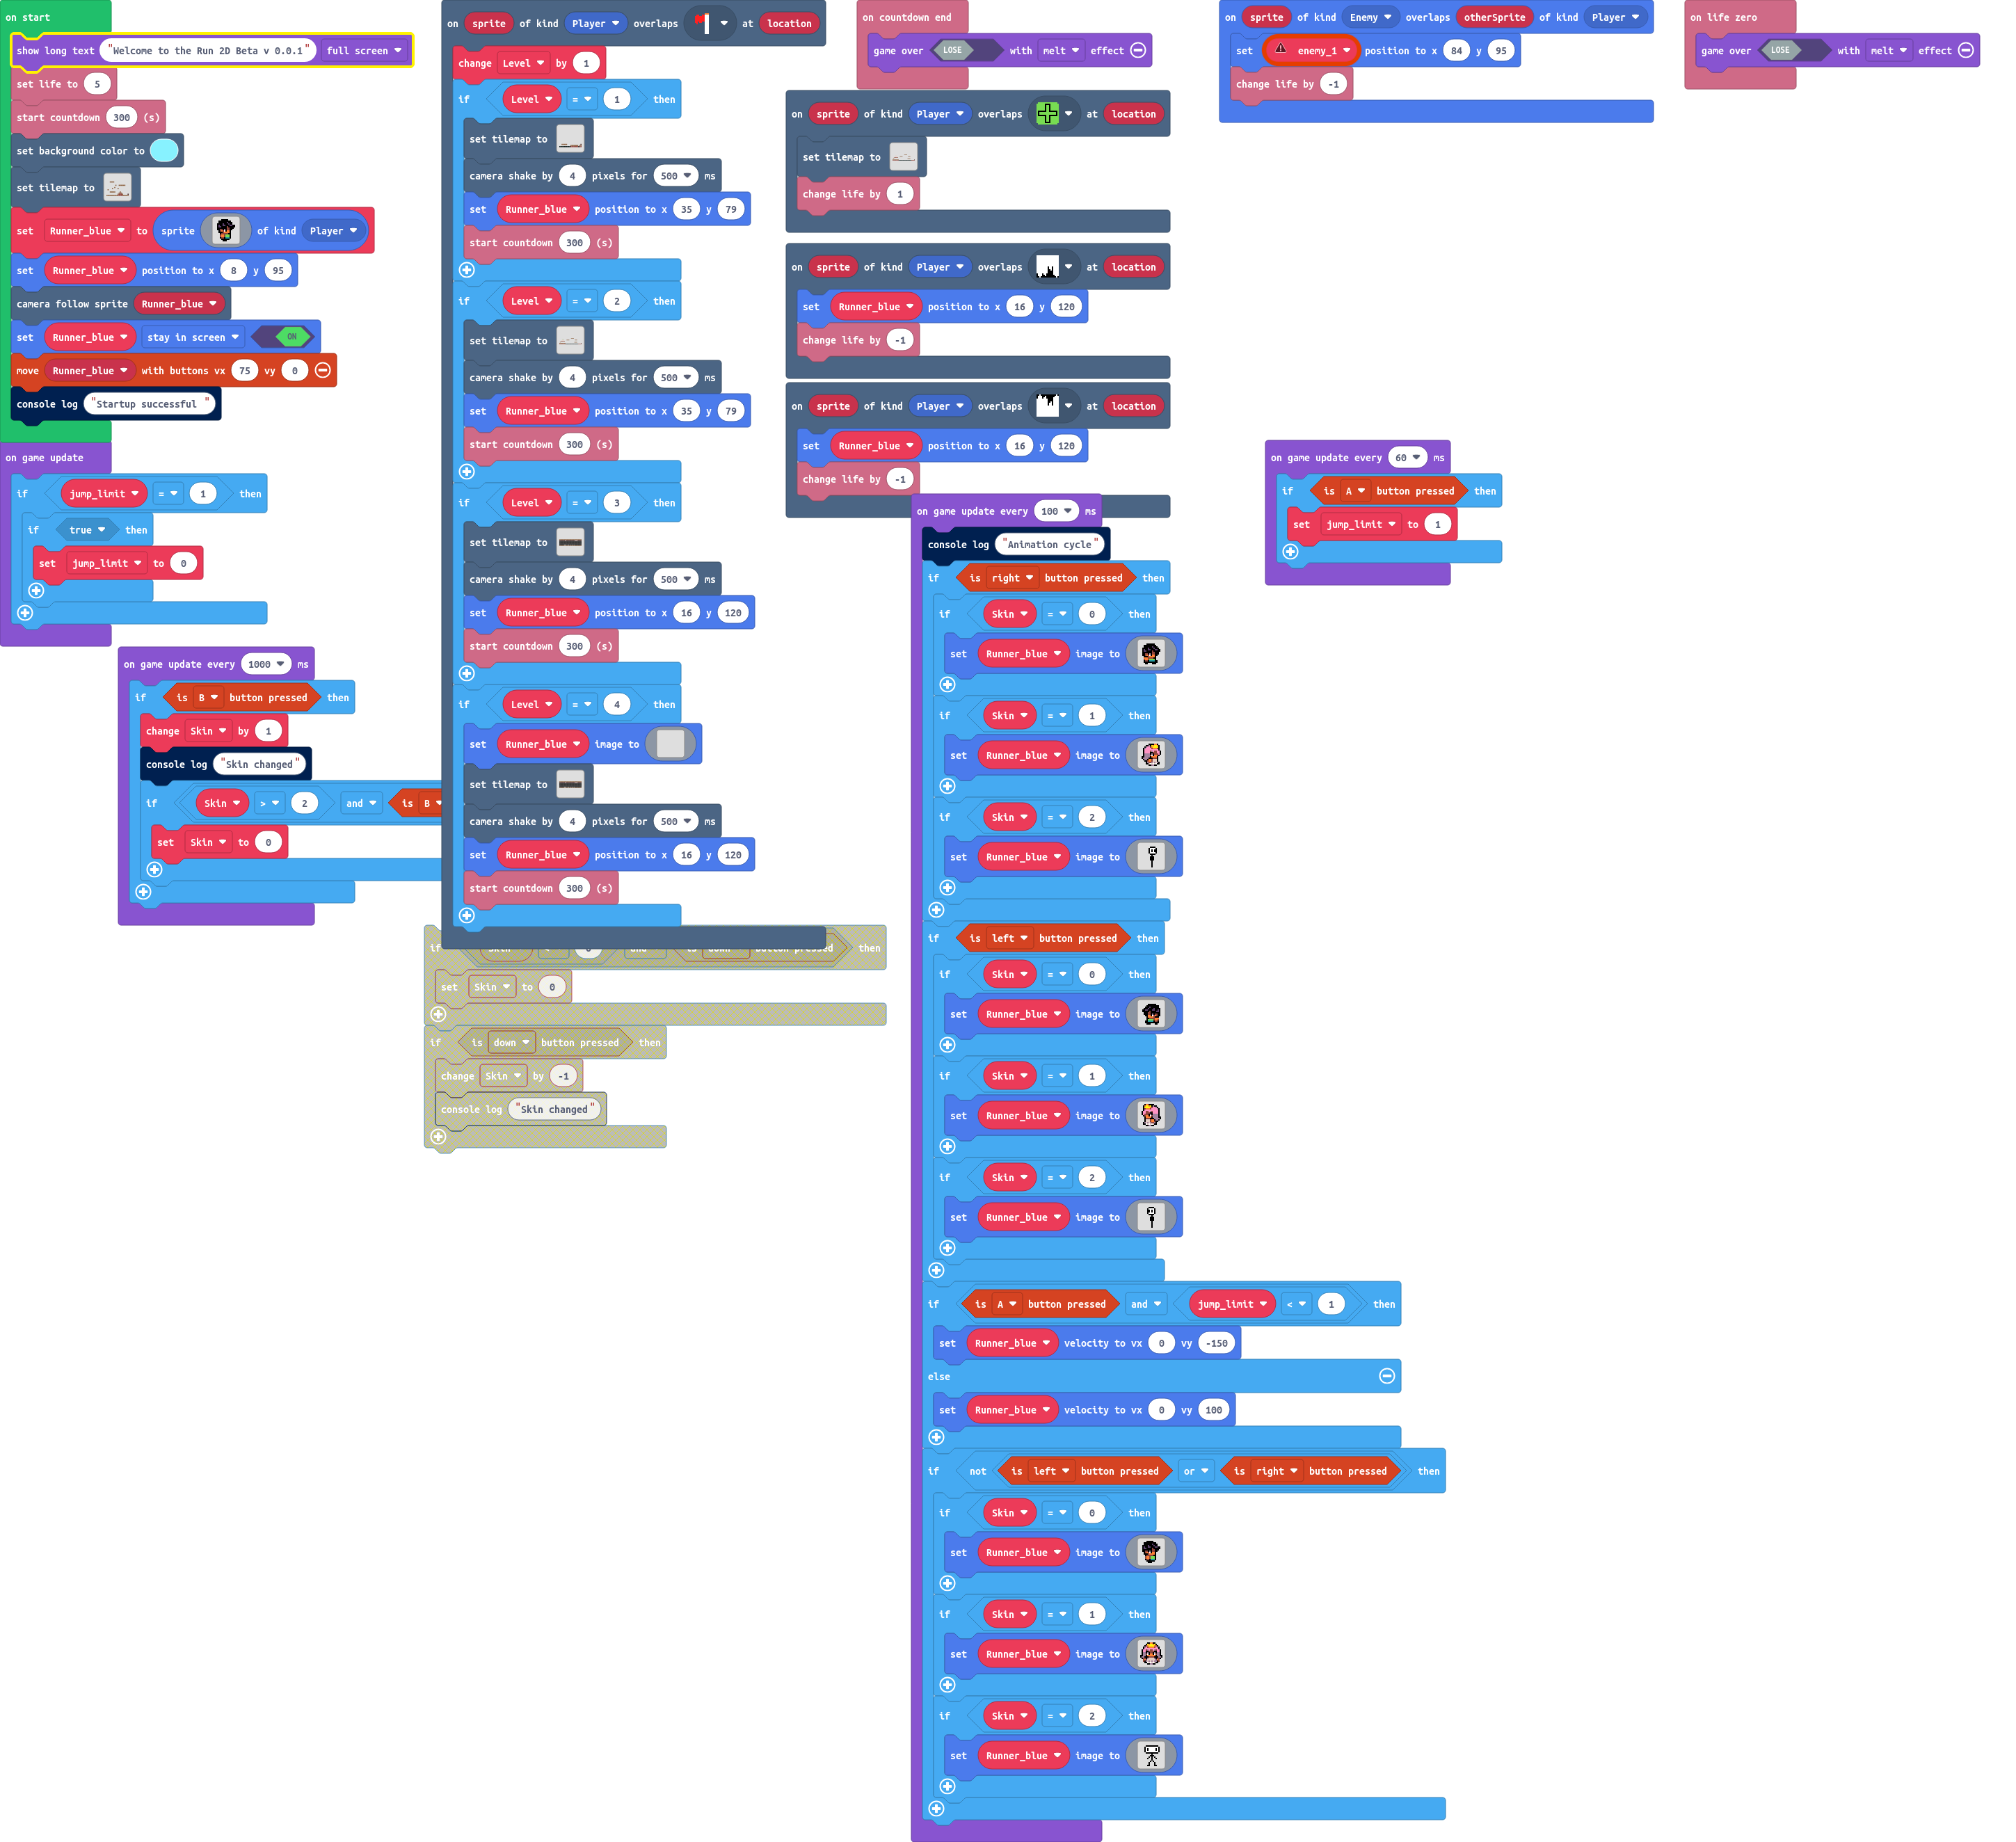 on start
show long text "Welcome to the Run 2D Beta v 0.0.1" full screen
set life to 5
start countdown 300 (s)
set background color to
set tilemap to
set Runner_blue to sprite of kind Player
set Runner_blue position to x 8 y 95
camera follow sprite Runner_blue
set Runner_blue stay in screen ON
move Runner_blue with buttons vx 75 vy 0
console log "Startup successful "
on game update
if jump_limit = 1 then
if true then
set jump_limit to 0
on game update every 1000 ms
if is B button pressed then
change Skin by 1
console log "Skin changed"
if Skin > 2 and is B
set Skin to 0
on sprite of kind Player overlaps at location
change Level by 1
if Level = 1 then
set tilemap to
camera shake by 4 pixels for 500 ms
set Runner_blue position to x 35 y 79
start countdown 300 (s)
if Level = 2 then
set tilemap to
camera shake by 4 pixels for 500 ms
set Runner_blue position to x 35 y 79
start countdown 300 (s)
if Level = 3 then
set tilemap to
camera shake by 4 pixels for 500 ms
set Runner_blue position to x 16 y 120
start countdown 300 (s)
if Level = 4 then
set Runner_blue image to
set tilemap to
camera shake by 4 pixels for 500 ms
set Runner_blue position to x 16 y 120
start countdown 300 (s)
if button pressed then
set Skin to 0
if is down button pressed then
change Skin by -1
console log "Skin changed"
on countdown end
game over LOSE with melt effect
on sprite of kind Player overlaps at location
set tilemap to
change life by 1
on sprite of kind Player overlaps at location
set Runner_blue position to x 16 y 120
change life by -1
on sprite of kind Player overlaps at location
set Runner_blue position to x 16 y 120
change life by -1
on game update every 100 ms
console log "Animation cycle"
if is right button pressed then
if Skin = 0 then
set Runner_blue image to
if Skin = 1 then
set Runner_blue image to
if Skin = 2 then
set Runner_blue image to
if is left button pressed then
if Skin = 0 then
set Runner_blue image to
if Skin = 1 then
set Runner_blue image to
if Skin = 2 then
set Runner_blue image to
if is A button pressed and jump_limit < 1 then
set Runner_blue velocity to vx 0 vy -150
else
set Runner_blue velocity to vx 0 vy 100
if not is left button pressed or is right button pressed then
if Skin = 0 then
set Runner_blue image to
if Skin = 1 then
set Runner_blue image to
if Skin = 2 then
set Runner_blue image to
on sprite of kind Enemy overlaps otherSprite of kind Player
set enemy_1 position to x 84 y 95
change life by -1
on game update every 60 ms
if is A button pressed then
set jump_limit to 1
on life zero
game over LOSE with melt effect